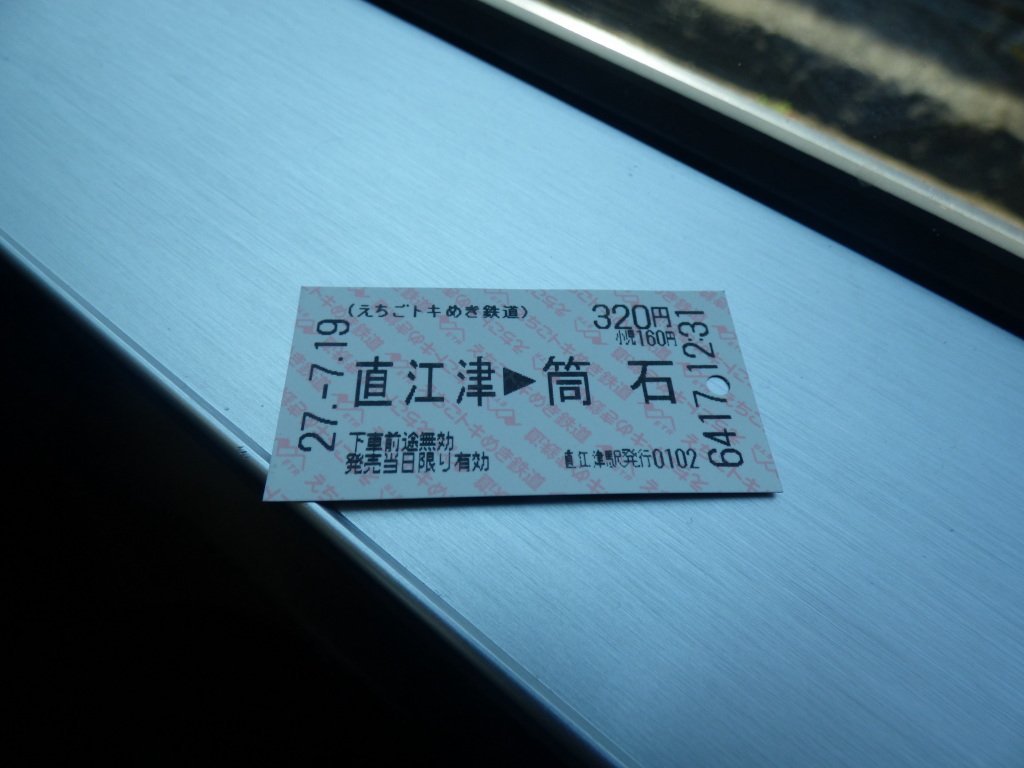 (えちごトキめき鉄道)
320円
小児160円
27.-7.19
直江津▶筒石
下車前途無効
発売当日限り有効
直江津駅発行0102
6417 12:31